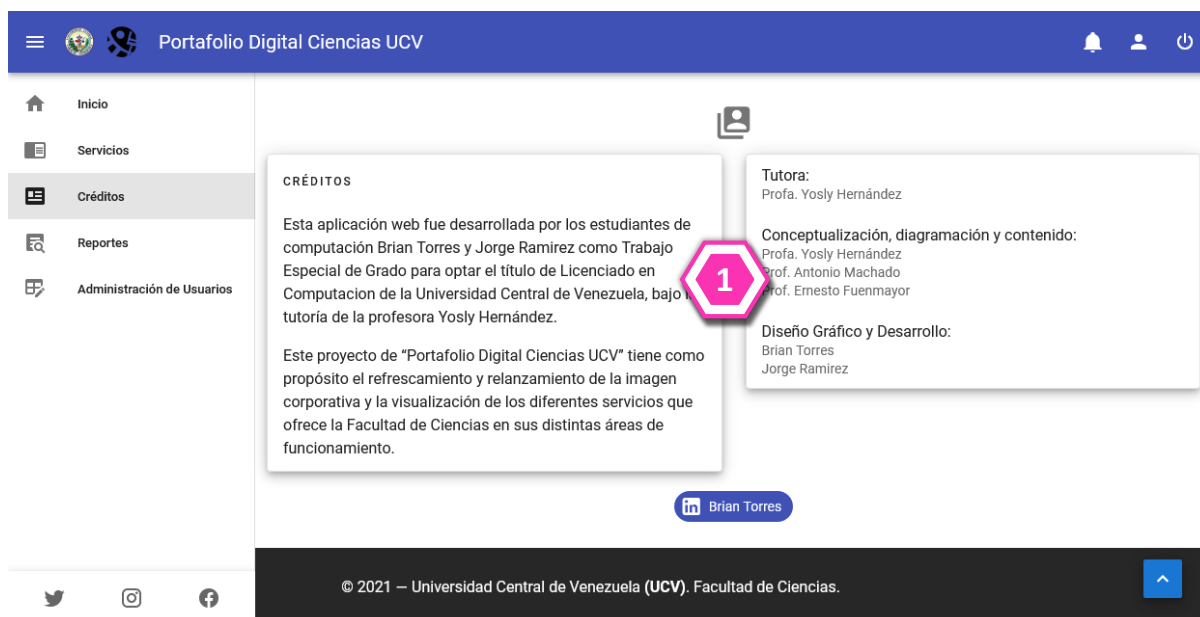 Portafolio Digital Ciencias UCV
Inicio
Servicios
Créditos
Reportes
Administración de Usuarios
CRÉDITOS
Esta aplicación web fue desarrollada por los estudiantes de
computación Brian Torres y Jorge Ramirez como Trabajo
Especial de Grado para optar el título de Licenciado en
Computacion de la Universidad Central de Venezuela, bajo
tutoría de la profesora Yosly Hernández.
Este proyecto de “Portafolio Digital Ciencias UCV” tiene como
propósito el refrescamiento y relanzamiento de la imagen
corporativa y la visualización de los diferentes servicios que
ofrece la Facultad de Ciencias en sus distintas áreas de
funcionamiento.
1
Tutora:
Profa. Yosly Hernández
Conceptualización, diagramación y contenido:
Profa. Yosly Hernández
Prof. Antonio Machado
Prof. Ernesto Fuenmayor
Diseño Gráfico y Desarrollo:
Brian Torres
Jorge Ramirez
in Brian Torres
© 2021 — Universidad Central de Venezuela (UCV). Facultad de Ciencias.